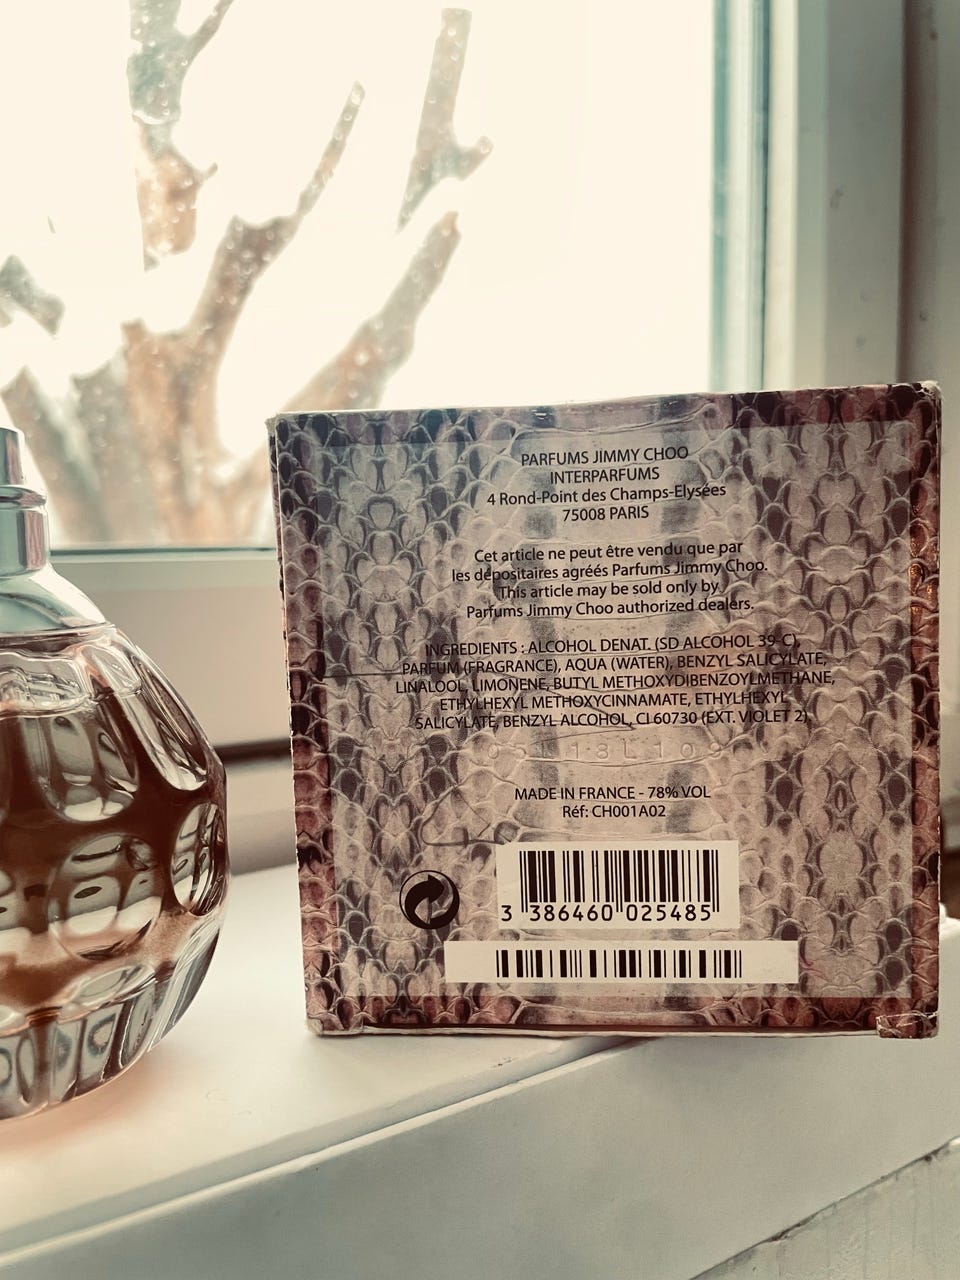 PARFUMS JIMMY CHOO
INTERPARFUMS
4 Rond-Point des Champs-Elysées
75008 PARIS
Cet article ne peut être vendu que par
les dépositaires agréés Parfums Jimmy Choo.
This article may be sold only by
Parfums Jimmy Choo authorized dealers.
INGREDIENTS : ALCOHOL DENAT. (SD ALCOHOL 39-C),
PARFUM (FRAGRANCE), AQUA (WATER), BENZYL SALICYLATE,
LINALOOL, LIMONENE, BUTYL METHOXYDIBENZOYLMETHANE,
ETHYLHEXYL METHOXYCINNAMATE, ETHYLHEXYL
SALICYLATE, BENZYL ALCOHOL, CI 60730 (EXT. VIOLET 2).
MADE IN FRANCE - 78% VOL
Réf: CH001A02
3 386460 025485